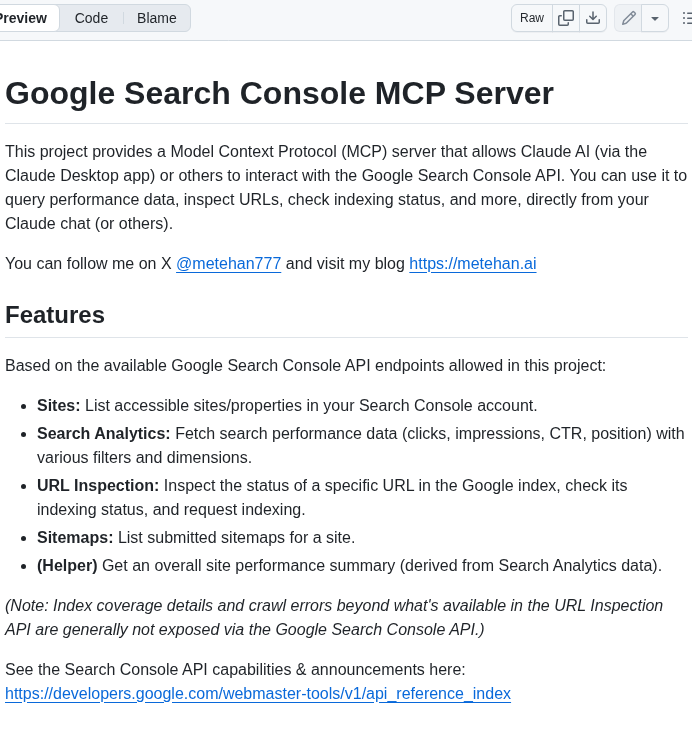 Preview Code Blame Raw
Google Search Console MCP Server
This project provides a Model Context Protocol (MCP) server that allows Claude AI (via the
Claude Desktop app) or others to interact with the Google Search Console API. You can use it to
query performance data, inspect URLs, check indexing status, and more, directly from your
Claude chat (or others).
You can follow me on X @metehan777 and visit my blog https://metehan.ai
Features
Based on the available Google Search Console API endpoints allowed in this project:
• Sites: List accessible sites/properties in your Search Console account.
• Search Analytics: Fetch search performance data (clicks, impressions, CTR, position) with
various filters and dimensions.
• URL Inspection: Inspect the status of a specific URL in the Google index, check its
indexing status, and request indexing.
• Sitemaps: List submitted sitemaps for a site.
• (Helper) Get an overall site performance summary (derived from Search Analytics data).
(Note: Index coverage details and crawl errors beyond what's available in the URL Inspection
API are generally not exposed via the Google Search Console API.)
See the Search Console API capabilities & announcements here:
https://developers.google.com/webmaster-tools/v1/api_reference_index